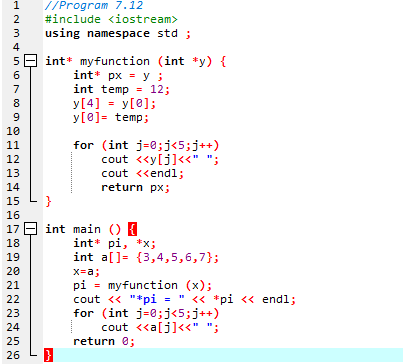 1 //Program 7.12
2 #include <iostream>
3 using namespace std ;
4
5 int* myfunction (int *y) {
6 int* px = y ;
7 int temp = 12;
8 y[4] = y[0];
9 y[0]= temp;
10
11 for (int j=0;j<5;j++)
12 cout <<y[j]<<" ";
13 cout <<endl;
14 return px;
15 }
16
17 int main () {
18 int* pi, *x;
19 int a[]= {3,4,5,6,7};
20 x=a;
21 pi = myfunction (x);
22 cout << "*pi = " << *pi << endl;
23 for (int j=0;j<5;j++)
24 cout <<a[j]<<" ";
25 return 0;
26 }